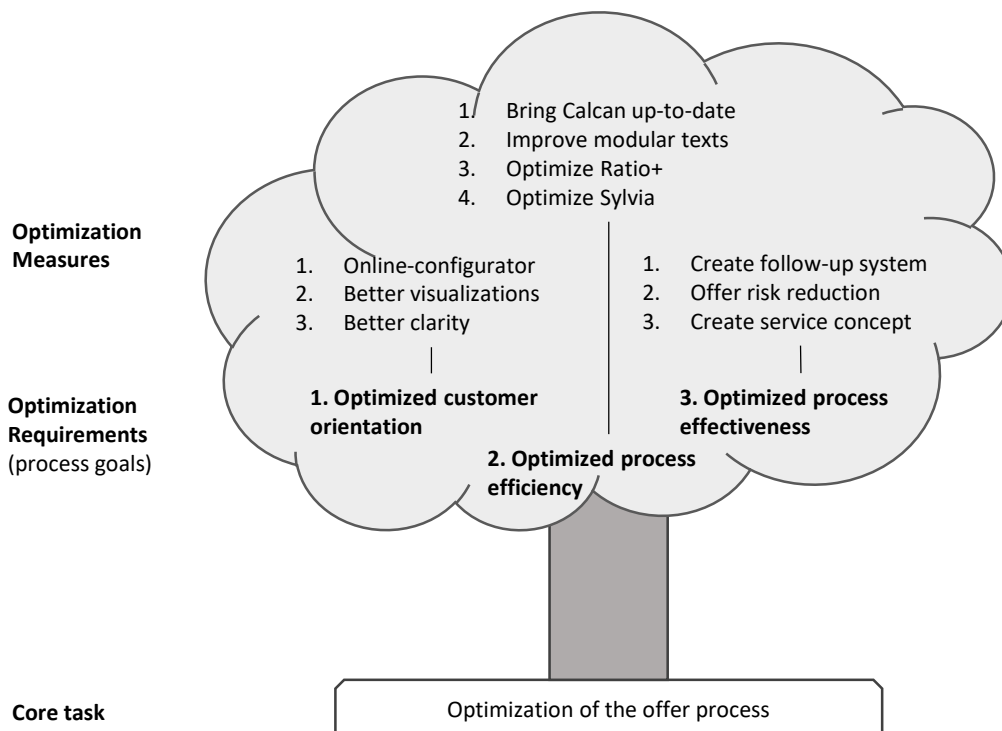 1. Bring Calcan up-to-date
2. Improve modular texts
3. Optimize Ratio+
4. Optimize Sylvia
Optimization
Measures
1. Online-configurator
2. Better visualizations
3. Better clarity
1. Create follow-up system
2. Offer risk reduction
3. Create service concept
Optimization
Requirements
(process goals)
1. Optimized customer
orientation
3. Optimized process
effectiveness
2. Optimized process
efficiency
Core task
Optimization of the offer process